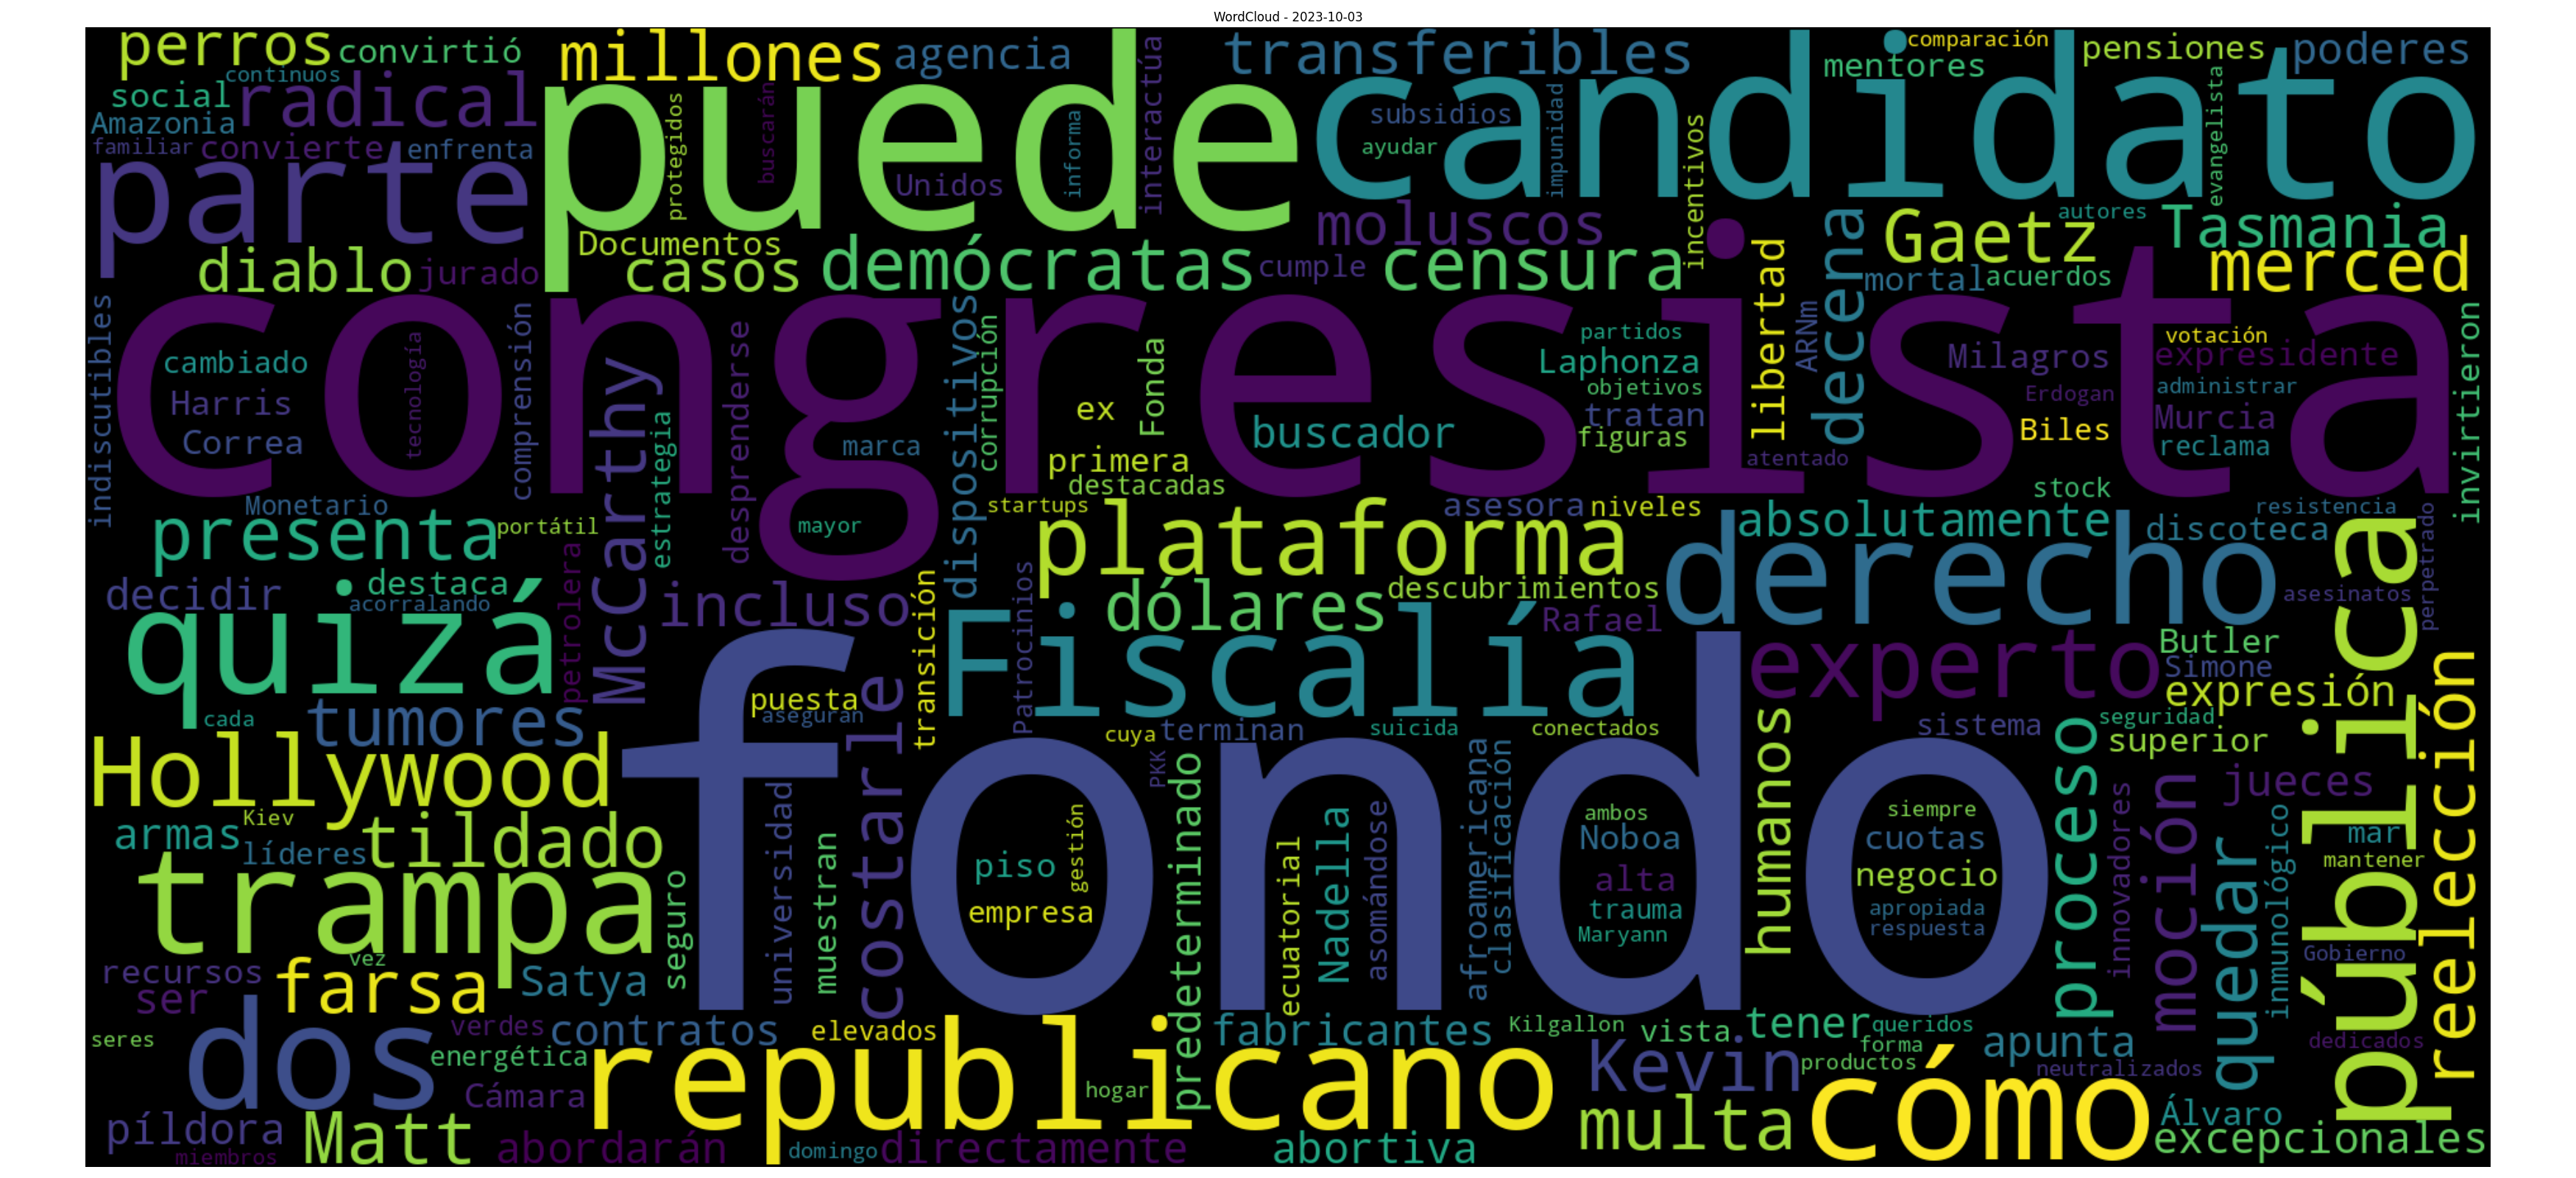 WordCloud - 2023-10-03
perros convirtió millones agencia transferibles comparación pensiones poderes
continuos mentores
social radical puede candidato
Amazonia interactúa evangelista
familiar convierte enfrenta protegidos buscarán informa subsidios impunidad
parte Unidos ayudar incentivos
Documentos moluscos decena Gaetz autores Tasmania
diablo jurado casos demócratas cumple censura libertad mortal acuerdos merced
congresista
indiscutibles cambiado tecnología comprensión desprenderse dispositivos corrupción Fonda partidos ARNm votación invirtieron
Laphonza Milagros expresidente
Harris McCarthy ex objetivos Erdogan administrar
Correa estrategia marca buscador tratan Biles Murcia
primera figuras atentado reclama
destacadas stock
Monetario portátil mayor startups asesora niveles resistencia
presenta plataforma absolutamente discoteca
petrolera derecho pública perpetrado
decidir destaca incluso transición Patrocinios dólares descubrimientos asesinatos
acorralando Rafael
quizá Fiscalía experto Butler
Simone
puesta costarle expresión reelección
cada tumores aseguran cuya terminan suicida conectados humanos sistema proceso seguridad
superior
Hollywood fondo PKK predeterminado afroamericana clasificación innovadores moción jueces
Kiev universidad gestión ecuatorial Nadella asomándose ambos siempre quedar inmunológico mar
armas líderes tildado muestran Noboa cuotas mantener
trampa seguro piso alta negocio
empresa trauma apropiada
Maryann respuesta
vez Gobierno
recursos farsa Satya
ser
dos verdes contratos elevados fabricantes Kilgallon vista tener queridos
seres energética forma apunta dedicados
republicano hogar Kevin productos neutralizados
Cámara cómo
píldora Matt multa Álvaro
miembros abordarán domingo directamente abortiva excepcionales